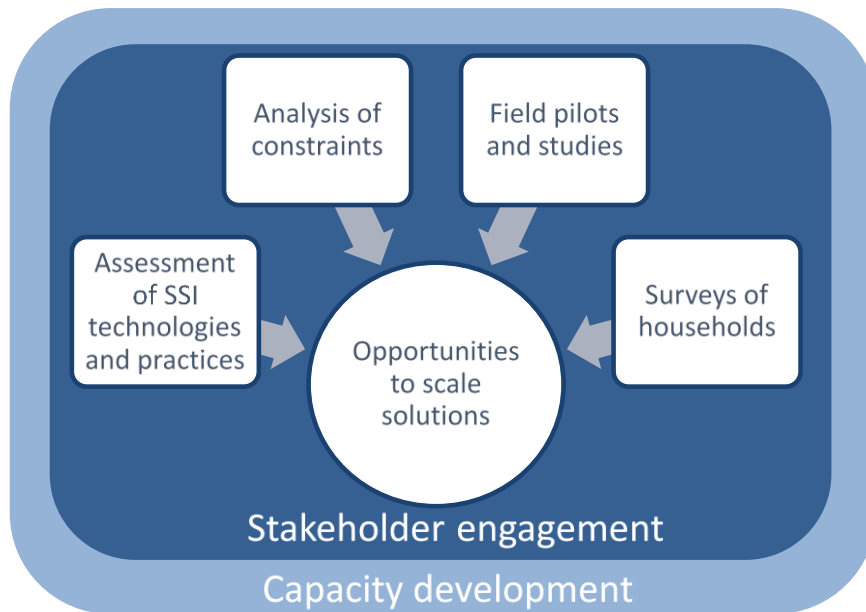 Analysis of
constraints
Field pilots
and studies
Assessment
of SSI
technologies
and practices
Surveys of
households
Opportunities
to scale
solutions
Stakeholder engagement
Capacity development